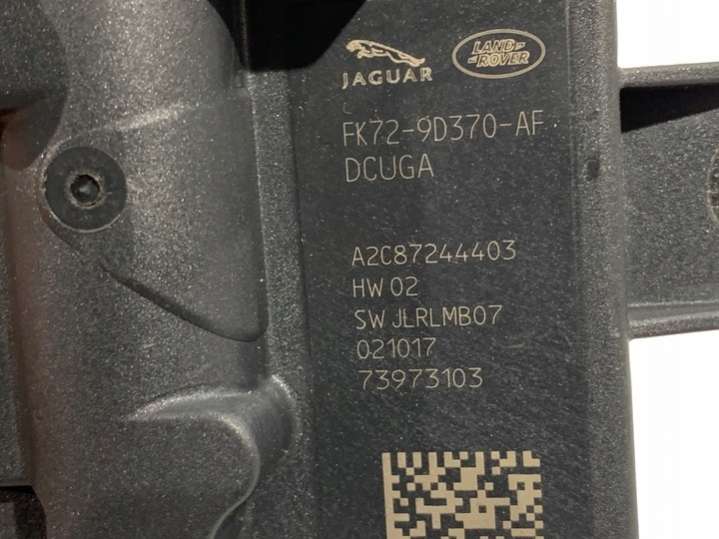 JAGUAR
LAND
ROVER
FK72-9D370-AF
DCUGA
A2C87244403
HW 02
SW JLRLMB07
021017
73973103